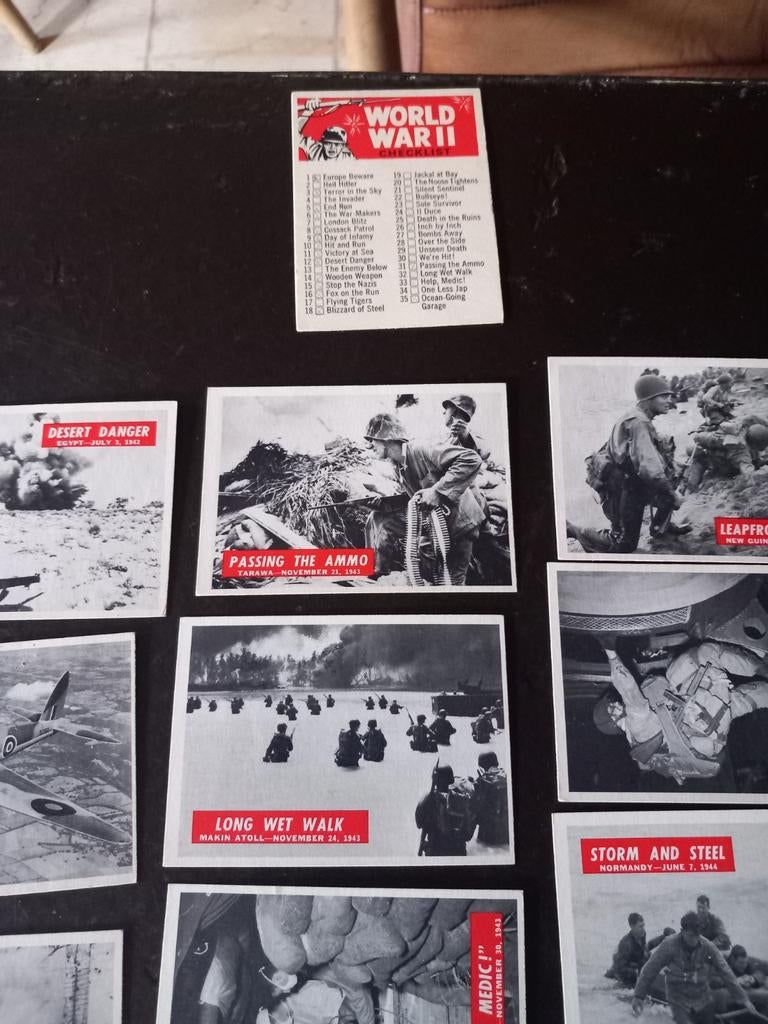 WORLD
WAR II
CHECKLIST
1 Europe Beware
2 Heil Hitler
3 Terror in the Sky
4 The Invader
5 End Run
6 The War-Makers
7 London Blitz
8 Cossack Patrol
9 Day of Infamy
10 Hit and Run
11 Victory at Sea
12 Desert Danger
13 The Enemy Below
14 Wooden Weapon
15 Stop the Nazis
16 Fox on the Run
17 Flying Tigers
18 Blizzard of Steel
19 Jackal at Bay
20 The Noose Tightens
21 Silent Sentinel
22 Bullseye!
23 Sole Survivor
24 Il Duce
25 Death in the Ruins
26 Inch by Inch
27 Bombs Away
28 Over the Side
29 Unseen Death
30 We're Hit!
31 Passing the Ammo
32 Long Wet Walk
33 Help, Medic!
34 One Less Jap
35 Ocean-Going
Garage
DESERT DANGER
EGYPT—JULY 3, 1942
PASSING THE AMMO
TARAWA—NOVEMBER 21, 1943
LEAPFRO
NEW GUIN
LONG WET WALK
MAKIN ATOLL—NOVEMBER 24, 1943
STORM AND STEEL
NORMANDY—JUNE 7, 1944
MEDIC!"
NOVEMBER 30, 1943